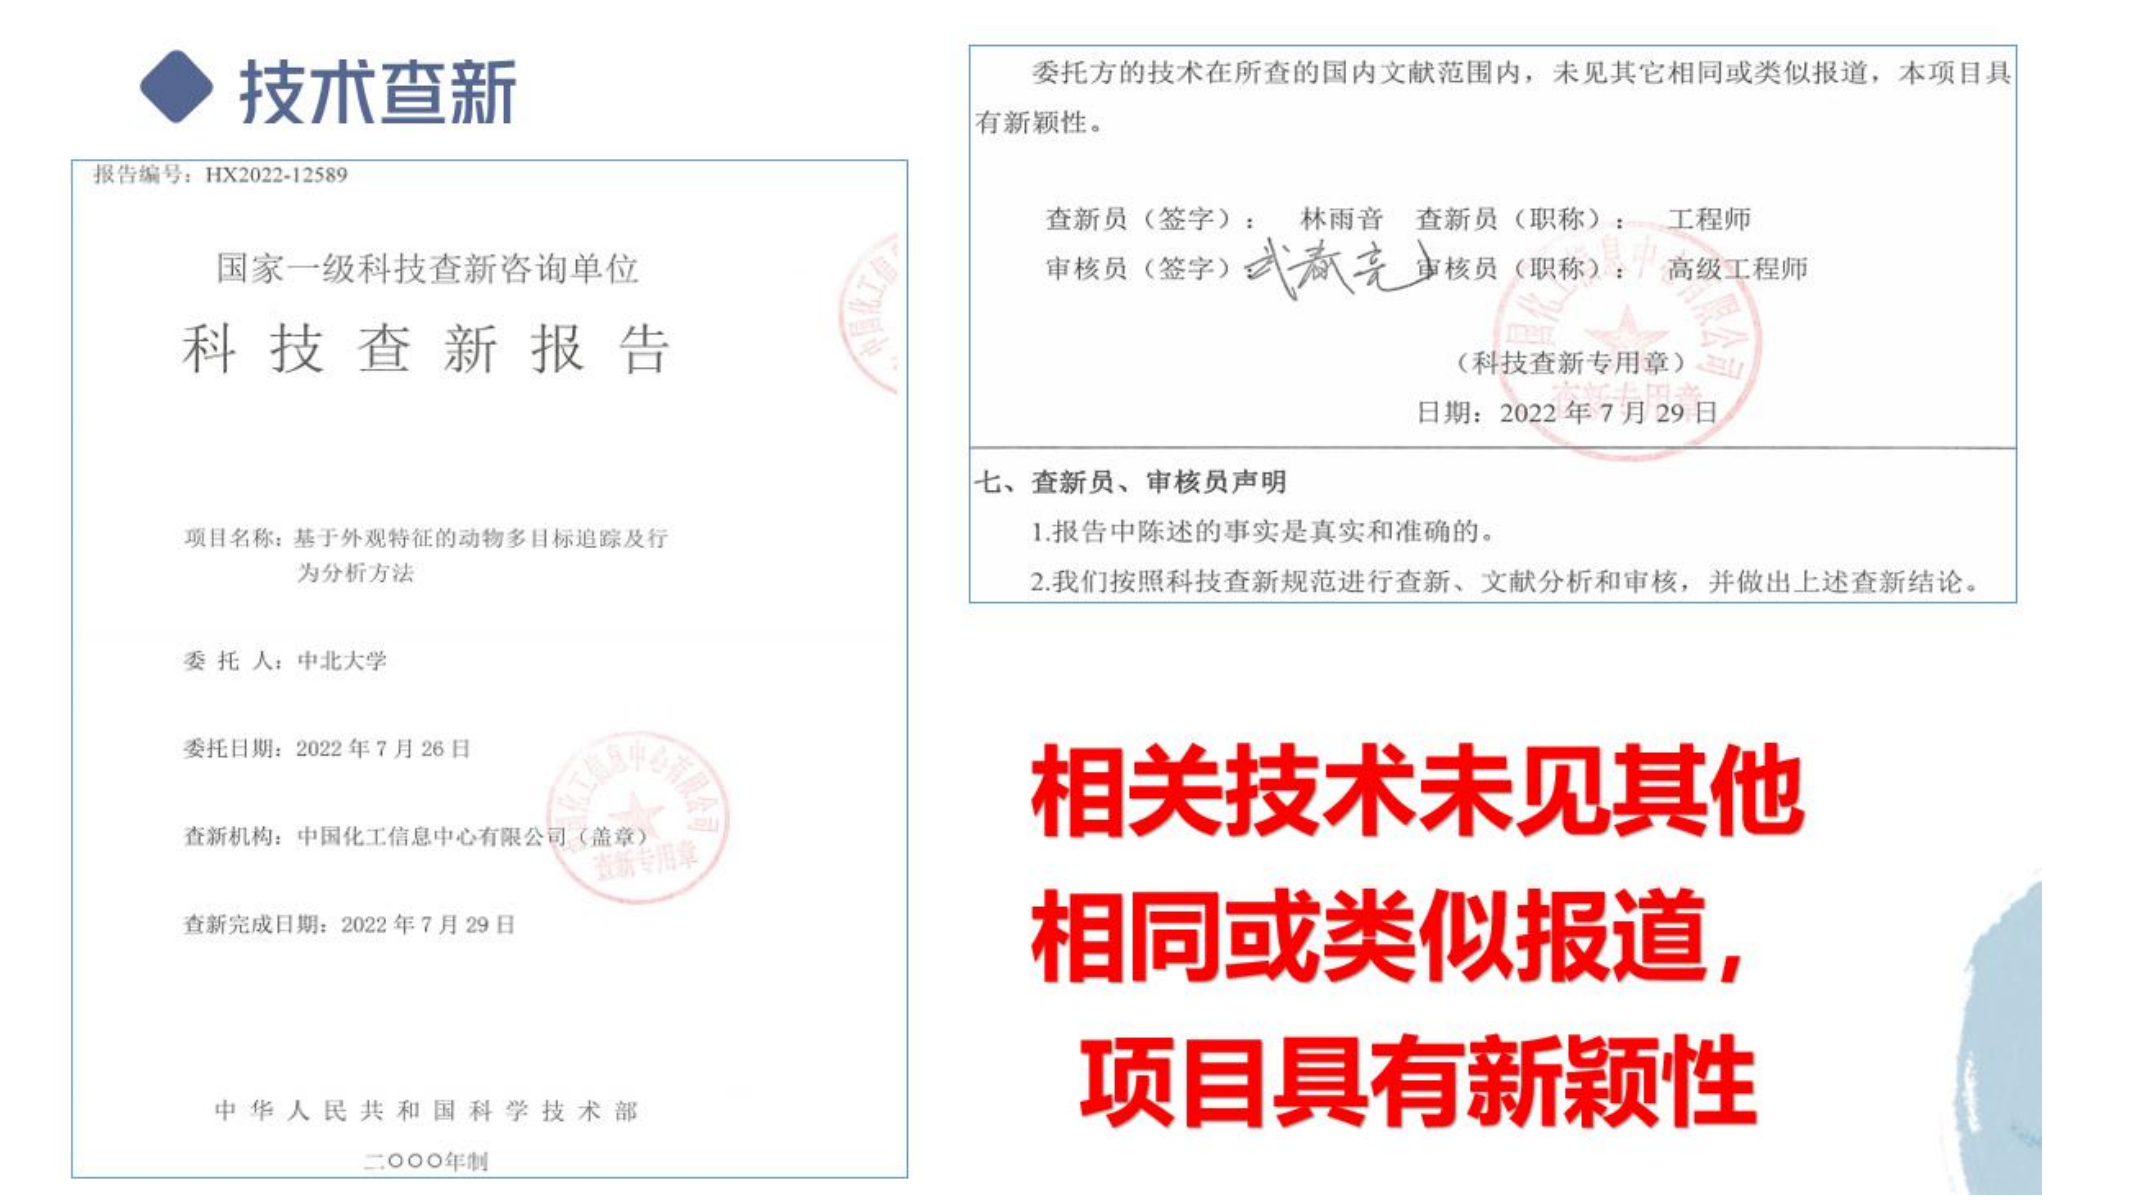 技术查新
报告编号：HX2022-12589
国家一级科技查新咨询单位
科技查新报告
项目名称：基于外观特征的动物多目标追踪及行
为分析方法
委 托 人：中北大学
委托日期：2022 年 7 月 26 日
查新机构：中国化工信息中心有限公司（盖章）
查新专用章
查新完成日期：2022 年 7 月 29 日
中华人民共和国科学技术部
二〇〇〇年制
委托方的技术在所查的国内文献范围内，未见其它相同或类似报道，本项目具
有新颖性。
查新员（签字）： 林雨音 查新员（职称）： 工程师
审核员（签字） 武春亮 审核员（职称）： 高级工程师
（科技查新专用章）
查新专用章
日期：2022 年 7 月 29 日
七、查新员、审核员声明
1.报告中陈述的事实是真实和准确的。
2.我们按照科技查新规范进行查新、文献分析和审核，并做出上述查新结论。
相关技术未见其他
相同或类似报道，
项目具有新颖性